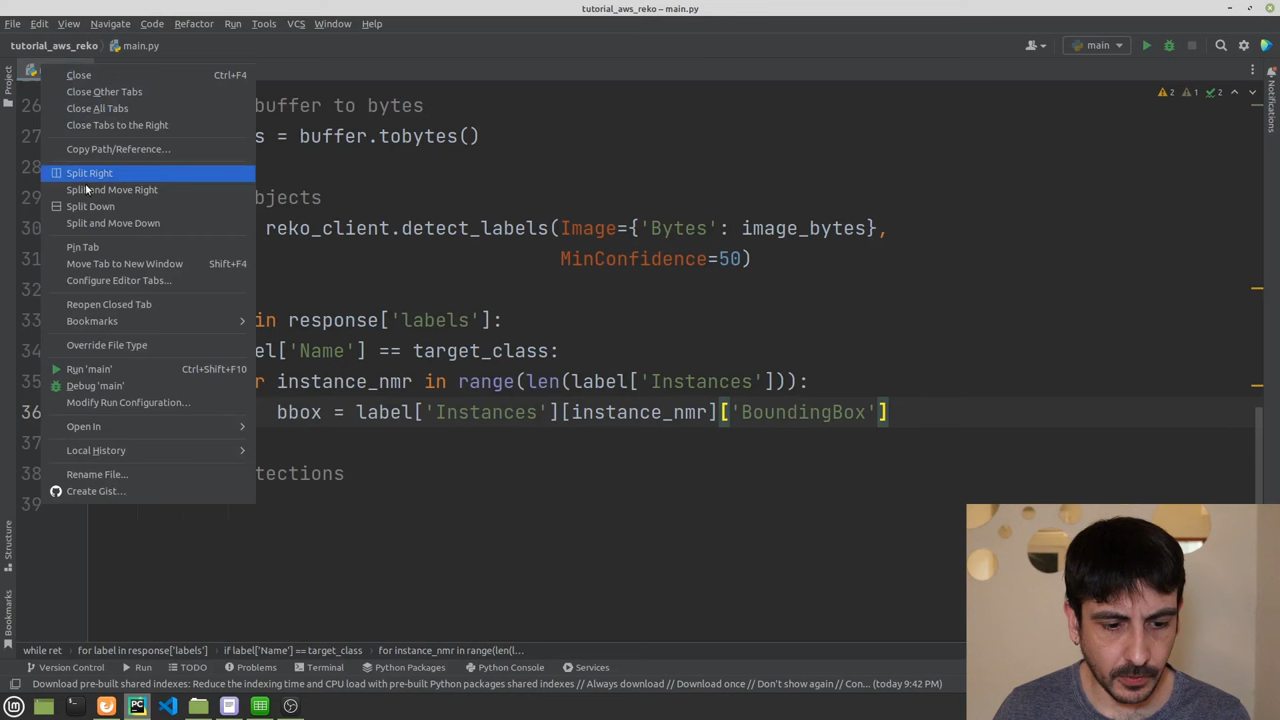 tutorial_aws_reko – main.py
File Edit View Navigate Code Refactor Run Tools VCS Window Help
tutorial_aws_reko main.py main
Project
Notifications
Close Ctrl+F4
Close Other Tabs
Close All Tabs
Close Tabs to the Right
Copy Path/Reference...
Split Right
Split and Move Right
Split Down
Split and Move Down
Pin Tab
Move Tab to New Window Shift+F4
Configure Editor Tabs...
Reopen Closed Tab
Bookmarks
Override File Type
Run 'main' Ctrl+Shift+F10
Debug 'main'
Modify Run Configuration...
Open In
Local History
Rename File...
Create Gist...
2 1 2
26 buffer to bytes
27 s = buffer.tobytes()
28
29 bjects
30 reko_client.detect_labels(Image={'Bytes': image_bytes},
31 MinConfidence=50)
32
33 in response['labels']:
34 el['Name'] == target_class:
35 r instance_nmr in range(len(label['Instances'])):
36 bbox = label['Instances'][instance_nmr]['BoundingBox']
37
38 tections
39
Structure
Bookmarks
while ret for label in response['labels'] if label['Name'] == target_class for instance_nmr in range(len(l...
Version Control Run TODO Problems Terminal Python Packages Python Console Services
Download pre-built shared indexes: Reduce the indexing time and CPU load with pre-built Python packages shared indexes // Always download // Download once // Don't show again // Con... (today 9:42 PM)